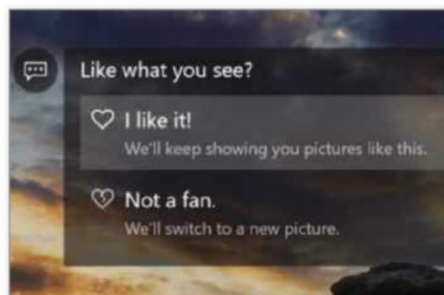 Like what you see?
I like it!
We'll keep showing you pictures like this.
Not a fan.
We'll switch to a new picture.